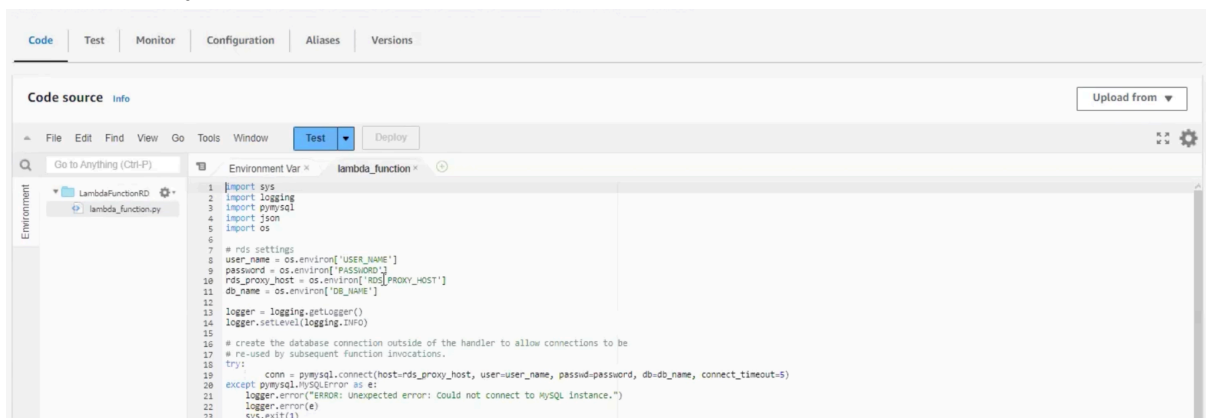 Code Test Monitor Configuration Aliases Versions
Code source Info Upload from
File Edit Find View Go Tools Window Test Deploy
Go to Anything (Ctrl-P) Environment Var × lambda_function ×
Environment
LambdaFunctionRD
lambda_function.py
1 import sys
2 import logging
3 import pymysql
4 import json
5 import os
6
7 # rds settings
8 user_name = os.environ['USER_NAME']
9 password = os.environ['PASSWORD']
10 rds_proxy_host = os.environ['RDS_PROXY_HOST']
11 db_name = os.environ['DB_NAME']
12
13 logger = logging.getLogger()
14 logger.setLevel(logging.INFO)
15
16 # create the database connection outside of the handler to allow connections to be
17 # re-used by subsequent function invocations.
18 try:
19 conn = pymysql.connect(host=rds_proxy_host, user=user_name, passwd=password, db=db_name, connect_timeout=5)
20 except pymysql.MySQLError as e:
21 logger.error("ERROR: Unexpected error: Could not connect to MySQL instance.")
22 logger.error(e)
23 sys.exit(1)